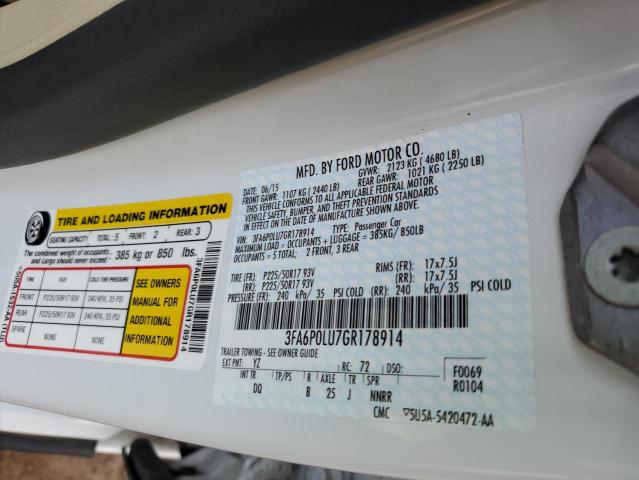 TIRE AND LOADING INFORMATION
SEATING CAPACITY TOTAL: 5 FRONT: 2 REAR: 3
The combined weight of occupants and cargo should never exceed: 385 kg or 850 lbs.
TIRE SIZE COLD TIRE PRESSURE
FRONT P225/50R17 93V 240 KPA, 35 PSI
REAR P225/50R17 93V 240 KPA, 35 PSI
SPARE NONE NONE
SEE OWNERS
MANUAL FOR
ADDITIONAL
INFORMATION
3FA6P0LU7GR178914
MFD. BY FORD MOTOR CO.
DATE: 06/15 GVWR: 2123 KG ( 4680 LB)
FRONT GAWR: 1107 KG ( 2440 LB) REAR GAWR: 1021 KG ( 2250 LB)
THIS VEHICLE CONFORMS TO ALL APPLICABLE FEDERAL MOTOR
VEHICLE SAFETY, BUMPER, AND THEFT PREVENTION STANDARDS
IN EFFECT ON THE DATE OF MANUFACTURE SHOWN ABOVE.
VIN: 3FA6P0LU7GR178914 TYPE: Passenger Car
MAXIMUM LOAD = OCCUPANTS + LUGGAGE = 385KG/ 850LB
OCCUPANTS = 5 TOTAL: 2 FRONT, 3 REAR
TIRE (FR): P225/50R17 93V RIMS (FR): 17x7.5J
TIRE (RR): P225/50R17 93V (RR): 17x7.5J
PRESSURE (FR): 240 kPa/ 35 PSI COLD (RR): 240 kPa/ 35 PSI COLD
3FA6P0LU7GR178914
TRAILER TOWING - SEE OWNER GUIDE
EXT PNT: YZ RC: 72 DSO: F0069
INT TR TP/PS R AXLE TR SPR R0104
DQ B 25 J NNRR
CMC 5U5A-5420472-AA